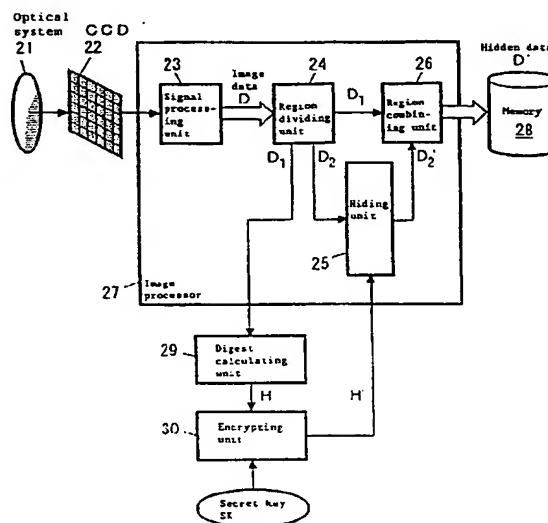 Optical
system
21
CCD
22
23
Signal
process-
ing
unit
Image
data
D
24
Region
dividing
unit
D₁
26
Region
combin-
ing unit
Hidden data
D'
Memory
28
D₁
D₂
D₂'
Hiding
unit
25
27
Image
processor
29
Digest
calculating
unit
H
H'
30
Encrypting
unit
Secret Key
SK